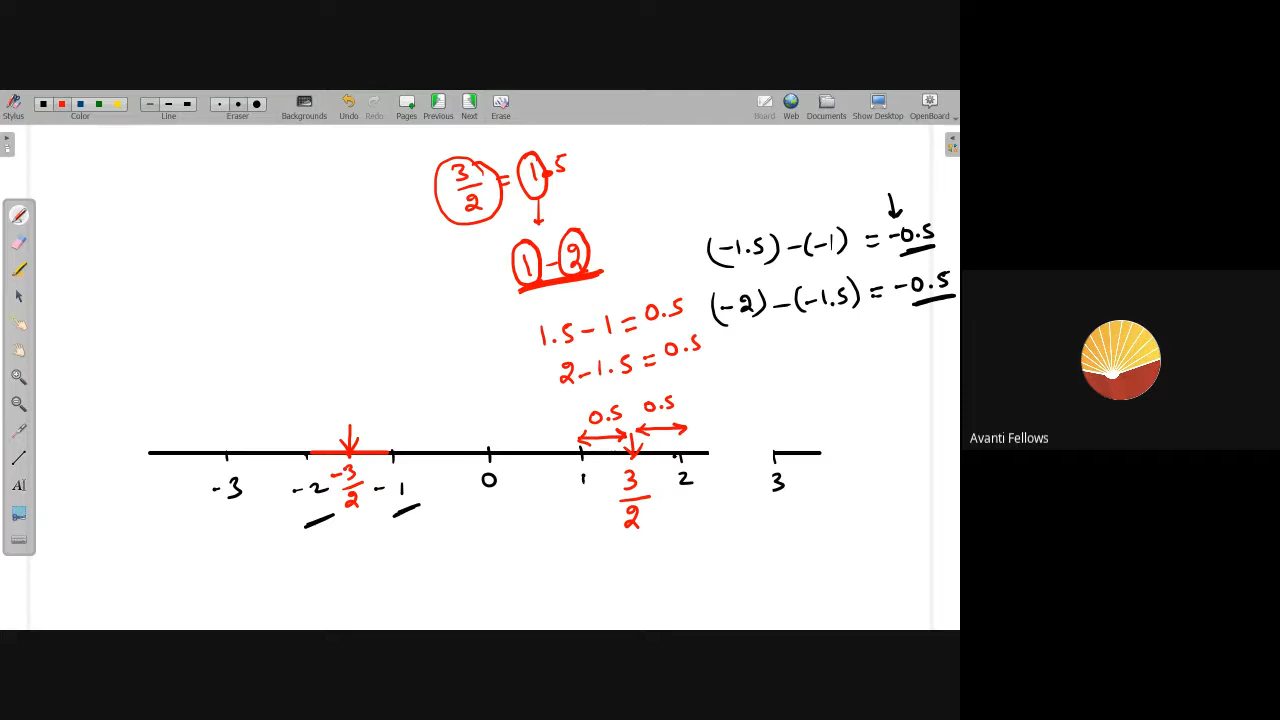 Stylus
Color
Line
Eraser
Backgrounds
Undo
Redo
Pages
Previous
Next
Erase
Board
Web
Documents
Show Desktop
OpenBoard
3/2 = 1.5
1 - 2
1.5 - 1 = 0.5
2 - 1.5 = 0.5
(-1.5) - (-1) = -0.5
(-2) - (-1.5) = -0.5
0.5 0.5
-3 -2 -3/2 -1 0 1 3/2 2 3
Avanti Fellows